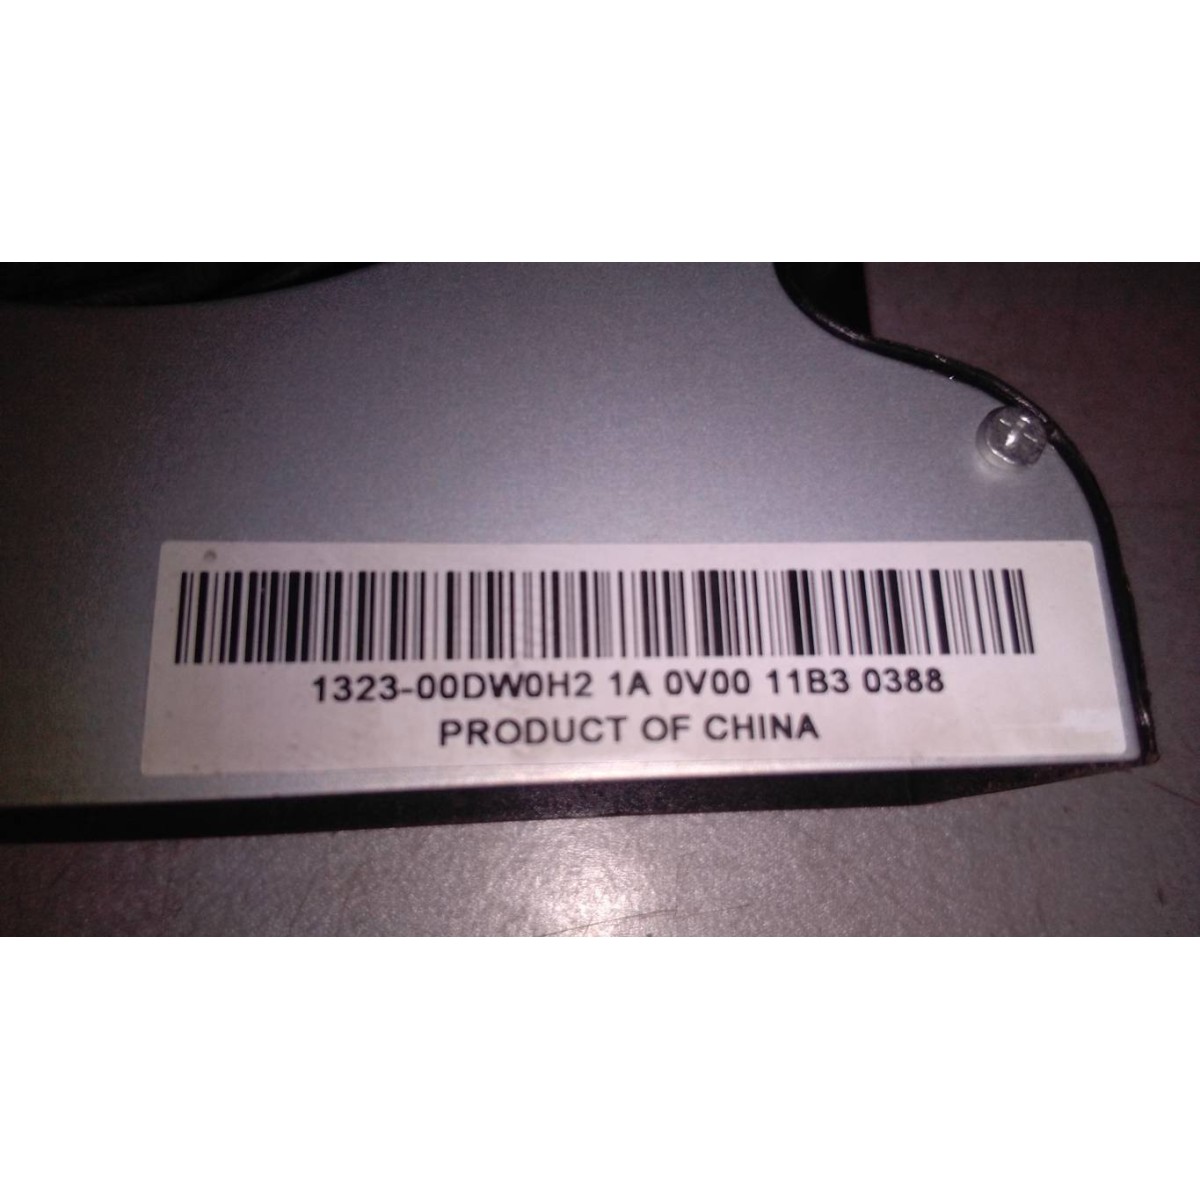 1323-00DW0H2 1A 0V00 11B3 0388
PRODUCT OF CHINA